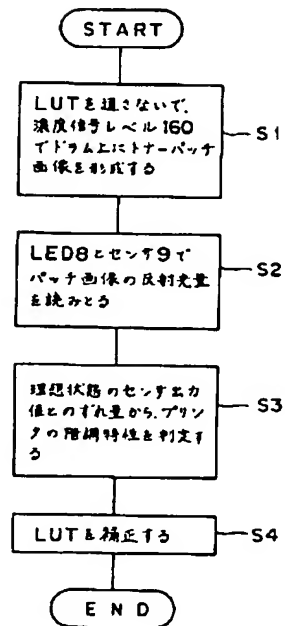 START
LUTを通さないで、
濃度信号レベル160
でドラム上にトナーパッチ
画像を形成する
S1
LED8とセンサ9で
パッチ画像の反射光量
を読みとる
S2
理想状態のセンサ出力
値とのずれ量から、プリン
タの階調特性を判定す
る
S3
LUTを補正する
S4
END